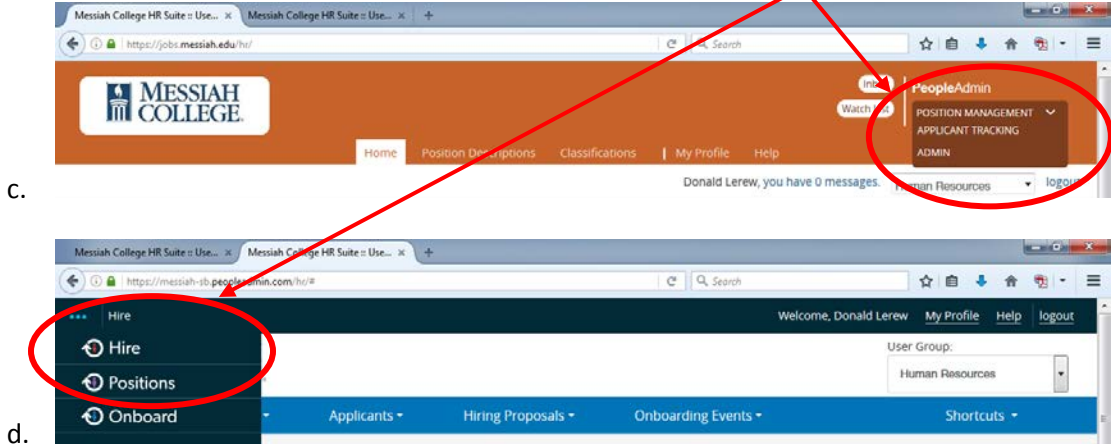 Messiah College HR Suite :: Use... × Messiah College HR Suite :: Use... × +
https://jobs.messiah.edu/hr/ Search
MESSIAH COLLEGE
PeopleAdmin
Watch List
POSITION MANAGEMENT
APPLICANT TRACKING
ADMIN
Home Position Descriptions Classifications | My Profile Help
Donald Lerew, you have 0 messages. Human Resources logout
c.
Messiah College HR Suite :: Use... × Messiah College HR Suite :: Use... × +
https://messiah-sb.peopleadmin.com/hr/# Search
Hire Welcome, Donald Lerew My Profile Help logout
Hire User Group:
Positions Human Resources
Onboard Applicants Hiring Proposals Onboarding Events Shortcuts
d.